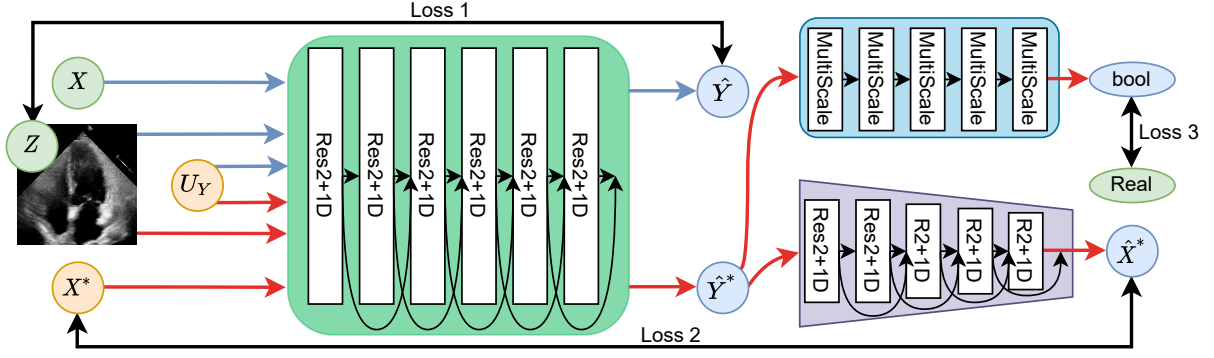 Loss 1
X
Z
U_Y
X*
Res2+1D
Res2+1D
Res2+1D
Res2+1D
Res2+1D
Res2+1D
Ŷ
Ŷ*
MultiScale
MultiScale
MultiScale
MultiScale
MultiScale
bool
Loss 3
Real
Res2+1D
Res2+1D
R2+1D
R2+1D
R2+1D
X̂*
Loss 2